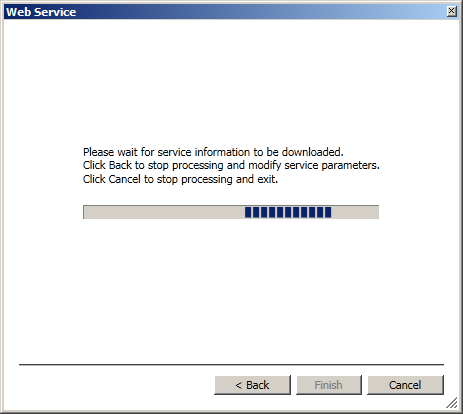 Web Service
Please wait for service information to be downloaded.
Click Back to stop processing and modify service parameters.
Click Cancel to stop processing and exit.
< Back
Finish
Cancel